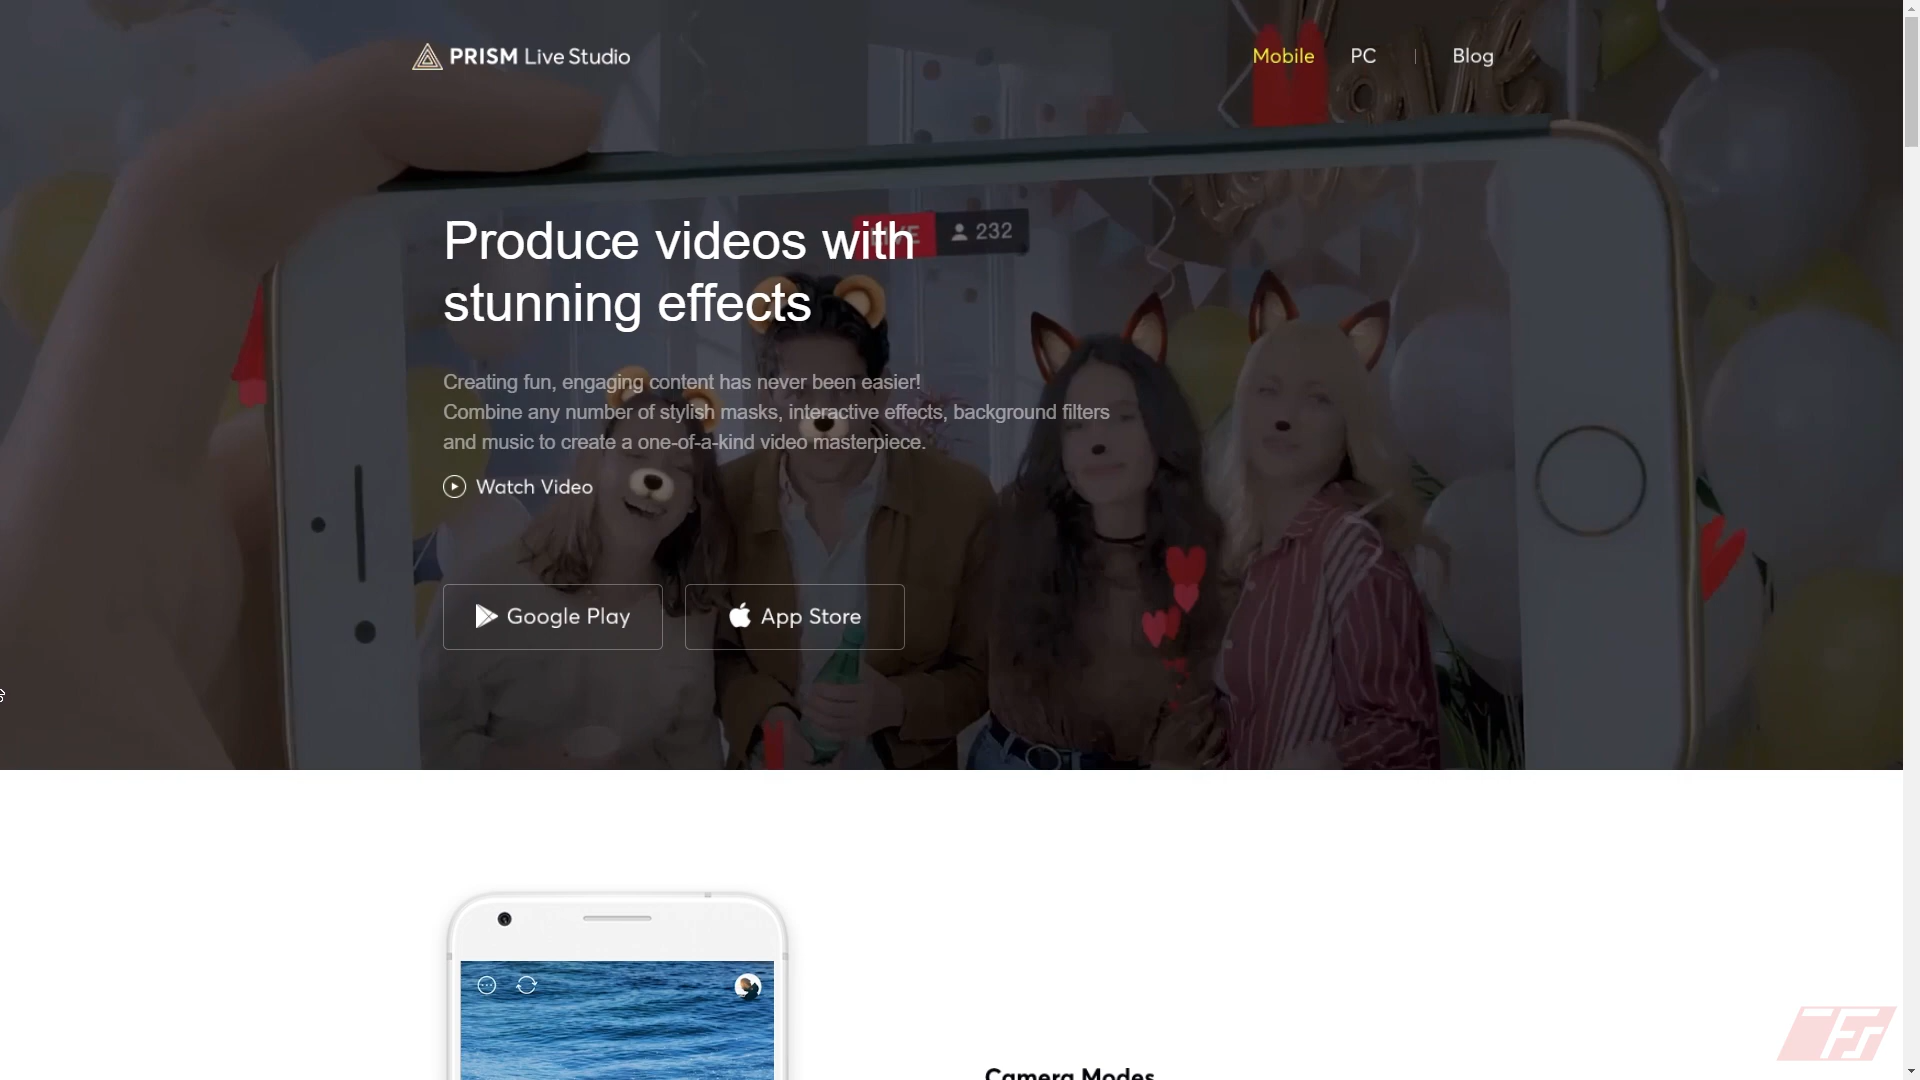 PRISM Live Studio
Mobile
PC
Blog
LIVE
232
Produce videos with
stunning effects
Creating fun, engaging content has never been easier!
Combine any number of stylish masks, interactive effects, background filters
and music to create a one-of-a-kind video masterpiece.
Watch Video
Google Play
App Store
Camera Modes